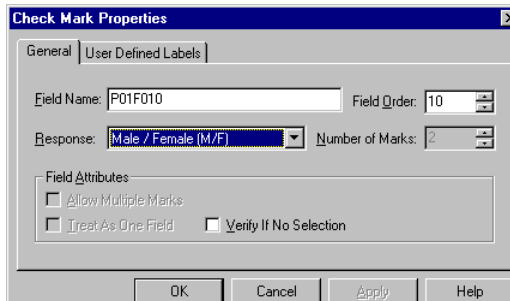 Check Mark Properties
General User Defined Labels
Field Name: P01F010 Field Order: 10
Response: Male / Female (M/F) Number of Marks: 2
Field Attributes
Allow Multiple Marks
Treat As One Field Verify If No Selection
OK Cancel Apply Help